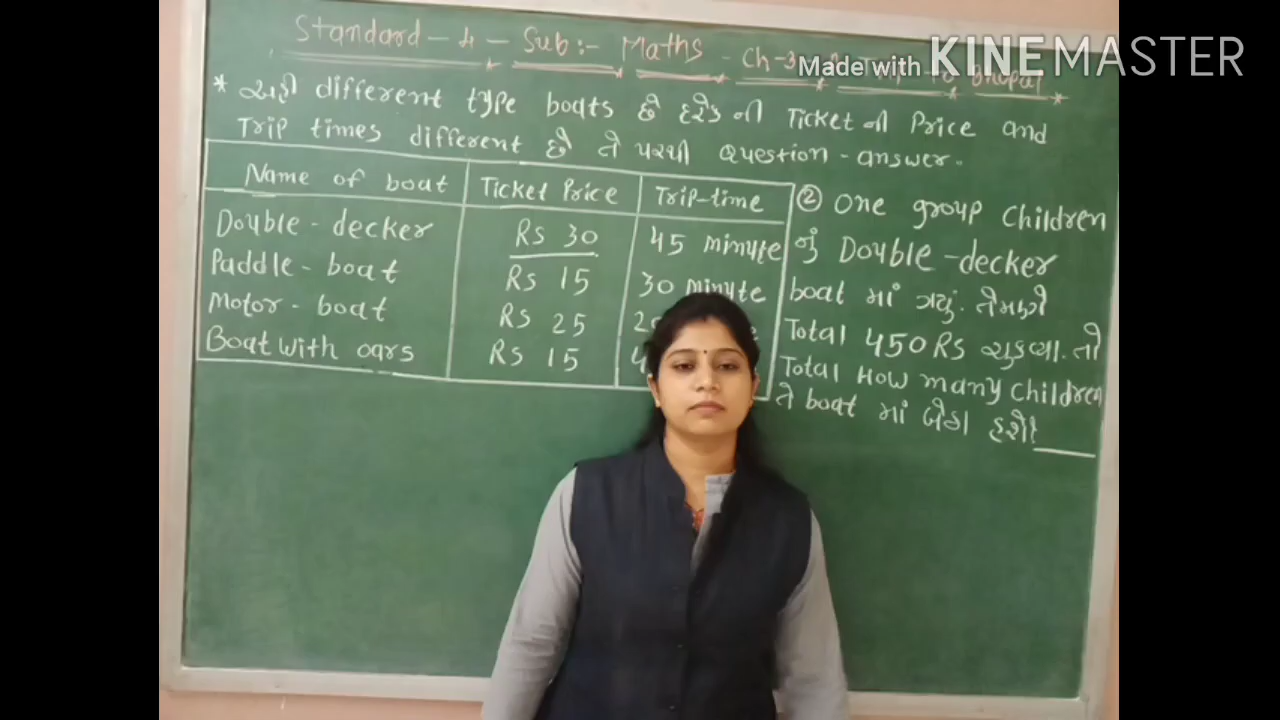 Standard - 4 - Sub:- Maths - Ch-3
Made with KINEMASTER
bhopal
* અહી different type boats છે દરેક ની Ticket ની Price and
Trip times different છે તે પરથી Question - answer.
Name of boat Ticket Price Trip-time
Double - decker Rs 30 45 minute
Paddle - boat Rs 15 30 minute
Motor - boat Rs 25
Boat with oars Rs 15
② One group Children
નું Double - decker
boat માં ગયું. તેમણે
Total 450 Rs ચુકવ્યા. તો
Total How many Children
તે boat માં બેઠા હશે?